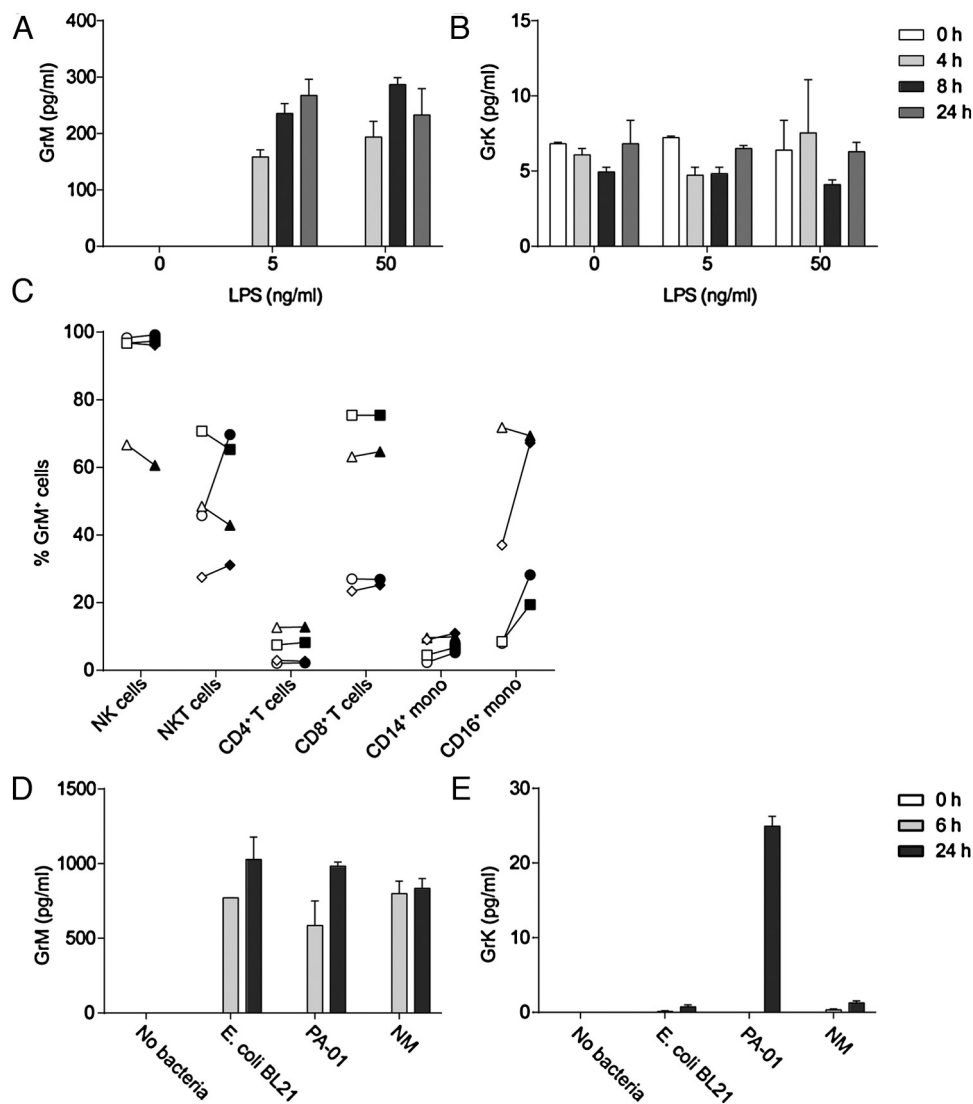 A
GrM (pg/ml)
400
300
200
100
0
0
5
50
LPS (ng/ml)
B
GrK (pg/ml)
15
10
5
0
0
5
50
LPS (ng/ml)
0 h
4 h
8 h
24 h
C
% GrM⁺ cells
100
80
60
40
20
0
NK cells
NKT cells
CD4⁺ T cells
CD8⁺ T cells
CD14⁺ mono
CD16⁺ mono
D
GrM (pg/ml)
1500
1000
500
0
No bacteria
E. coli BL21
PA-01
NM
E
GrK (pg/ml)
30
20
10
0
No bacteria
E. coli BL21
PA-01
NM
0 h
6 h
24 h